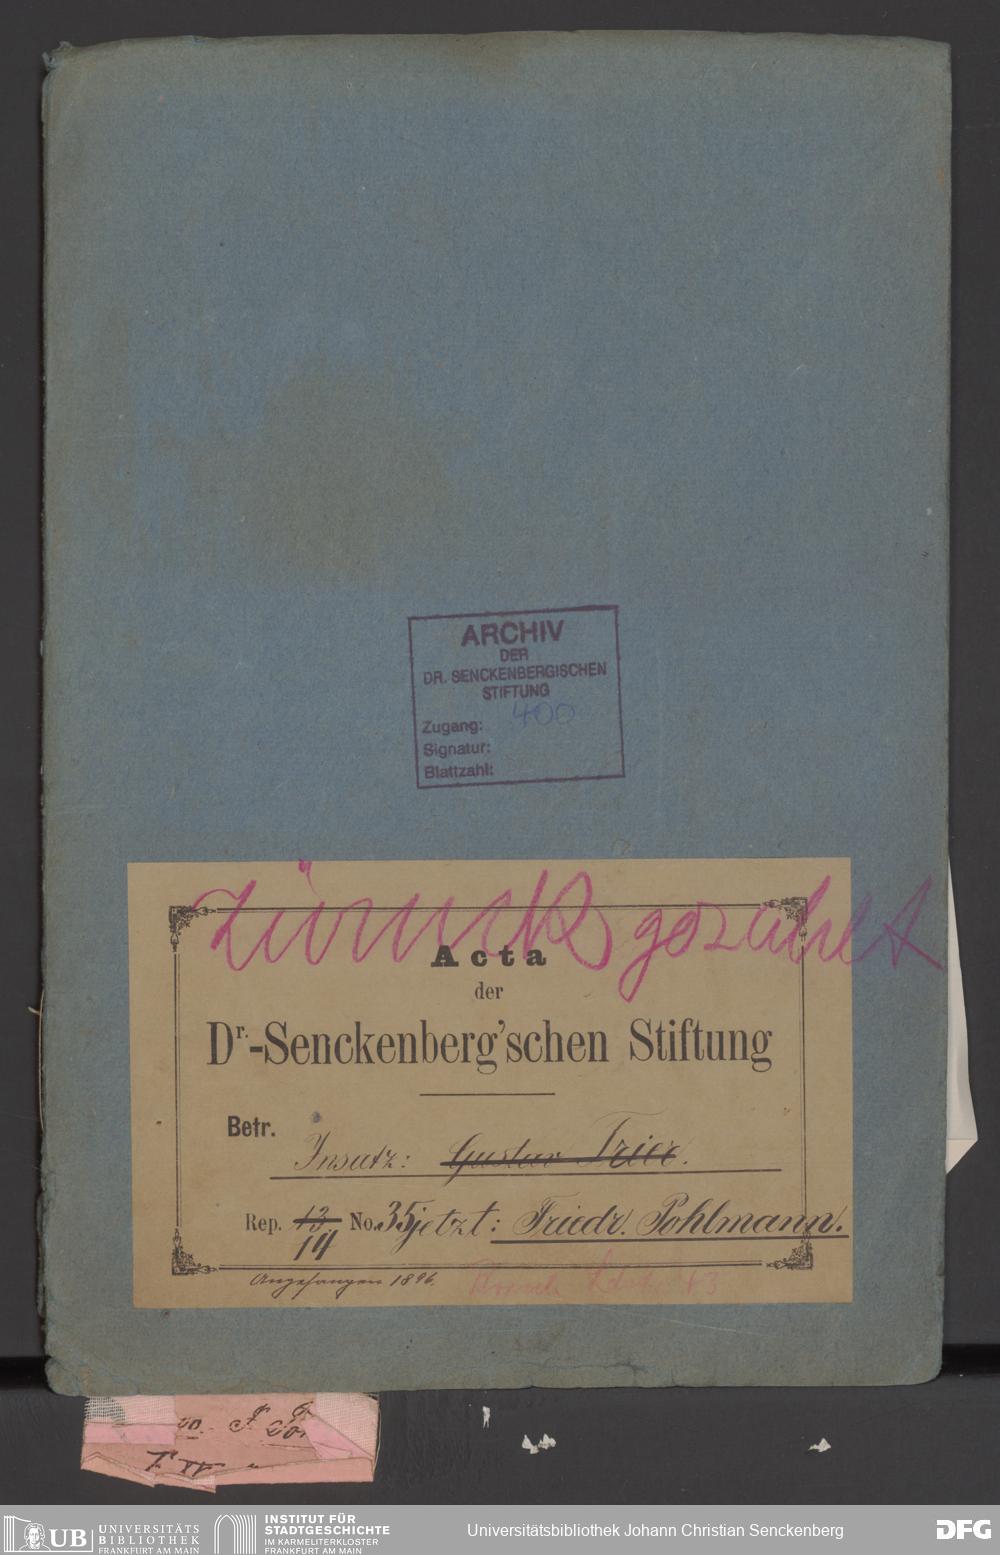 ARCHIV
DER
DR. SENCKENBERGISCHEN
STIFTUNG
Zugang: 400
Signatur:
Blattzahl:
zürück gezahlt
Acta
der
Dr.-Senckenberg'schen Stiftung
Betr.
Insatz: Gustav Trier.
Rep. 13 No. 35 jetzt: Friedr. Pohlmann.
14
Angefangen 1896.
UB UNIVERSITÄTS
BIBLIOTHEK
FRANKFURT AM MAIN
INSTITUT FÜR
STADTGESCHICHTE
IM KARMELITERKLOSTER
FRANKFURT AM MAIN
Universitätsbibliothek Johann Christian Senckenberg
DFG